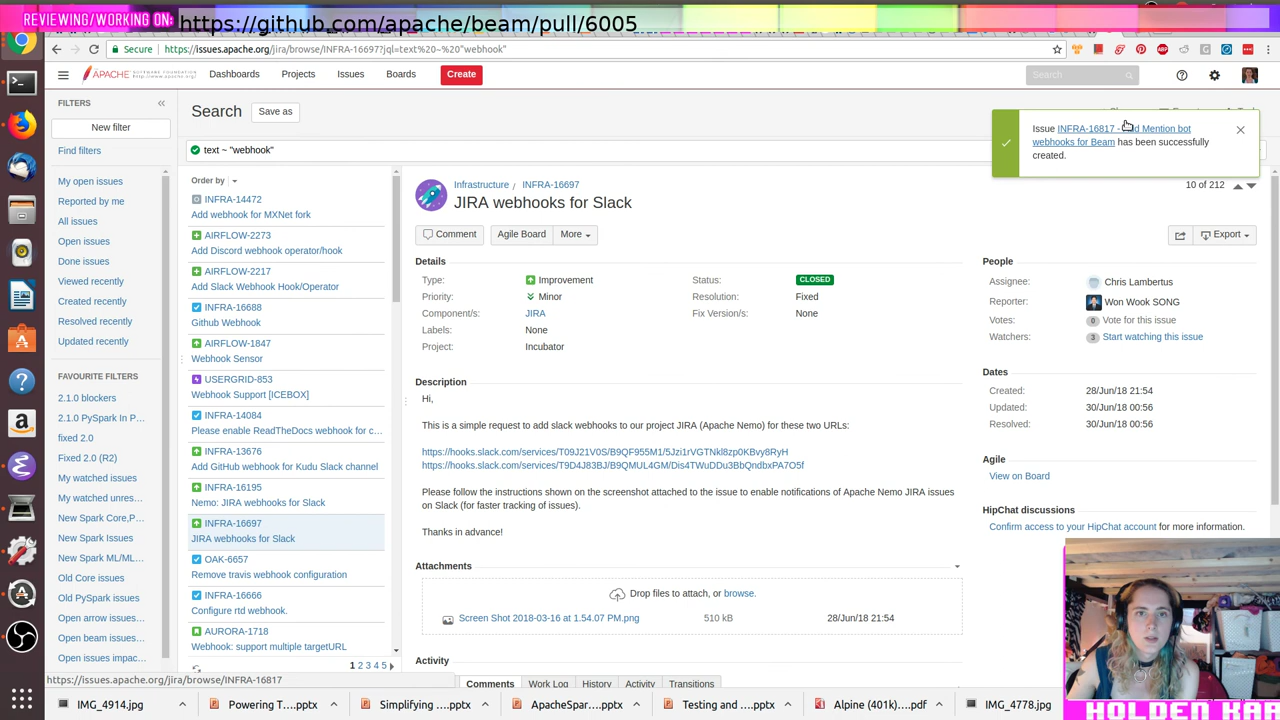 REVIEWING/WORKING ON: https://github.com/apache/beam/pull/6005
Secure https://issues.apache.org/jira/browse/INFRA-16697?jql=text%20~%20"webhook"
APACHE Dashboards Projects Issues Boards Create Search
FILTERS
New filter
Find filters
My open issues
Reported by me
All issues
Open issues
Done issues
Viewed recently
Created recently
Resolved recently
Updated recently
FAVOURITE FILTERS
2.1.0 blockers
2.1.0 PySpark In P...
fixed 2.0
Fixed 2.0 (R2)
My watched issues
My watched unres...
New Spark Core,P...
New Spark Issues
New Spark ML/ML...
Old Core issues
Old PySpark issues
Open arrow issues...
Open beam issues...
Open issues impac...
Search Save as
text ~ "webhook"
Issue INFRA-16817 - Add Mention bot
webhooks for Beam has been successfully
created.
Order by
INFRA-14472
Add webhook for MXNet fork
AIRFLOW-2273
Add Discord webhook operator/hook
AIRFLOW-2217
Add Slack Webhook Hook/Operator
INFRA-16688
Github Webhook
AIRFLOW-1847
Webhook Sensor
USERGRID-853
Webhook Support [ICEBOX]
INFRA-14084
Please enable ReadTheDocs webhook for c...
INFRA-13676
Add GitHub webhook for Kudu Slack channel
INFRA-16195
Nemo: JIRA webhooks for Slack
INFRA-16697
JIRA webhooks for Slack
OAK-6657
Remove travis webhook configuration
INFRA-16666
Configure rtd webhook.
AURORA-1718
Webhook: support multiple targetURL
1 2 3 4 5
Infrastructure / INFRA-16697
10 of 212
JIRA webhooks for Slack
Comment Agile Board More Export
Details
Type: Improvement Status: CLOSED
Priority: Minor Resolution: Fixed
Component/s: JIRA Fix Version/s: None
Labels: None
Project: Incubator
Description
Hi,
This is a simple request to add slack webhooks to our project JIRA (Apache Nemo) for these two URLs:
https://hooks.slack.com/services/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
https://hooks.slack.com/services/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
Please follow the instructions shown on the screenshot attached to the issue to enable notifications of Apache Nemo JIRA issues
on Slack (for faster tracking of issues).
Thanks in advance!
Attachments
Drop files to attach, or browse.
Screen Shot 2018-03-16 at 1.54.07 PM.png 510 kB 28/Jun/18 21:54
Activity
Comments Work Log History Activity Transitions
People
Assignee: Chris Lambertus
Reporter: Won Wook SONG
Votes: 0 Vote for this issue
Watchers: 3 Start watching this issue
Dates
Created: 28/Jun/18 21:54
Updated: 30/Jun/18 00:56
Resolved: 30/Jun/18 00:56
Agile
View on Board
HipChat discussions
Confirm access to your HipChat account for more information.
https://issues.apache.org/jira/browse/INFRA-16817
IMG_4914.jpg Powering T....pptx Simplifying ....pptx ApacheSpar....pptx Testing and ....pptx Alpine (401k)....pdf IMG_4778.jpg
HOLDEN KAR